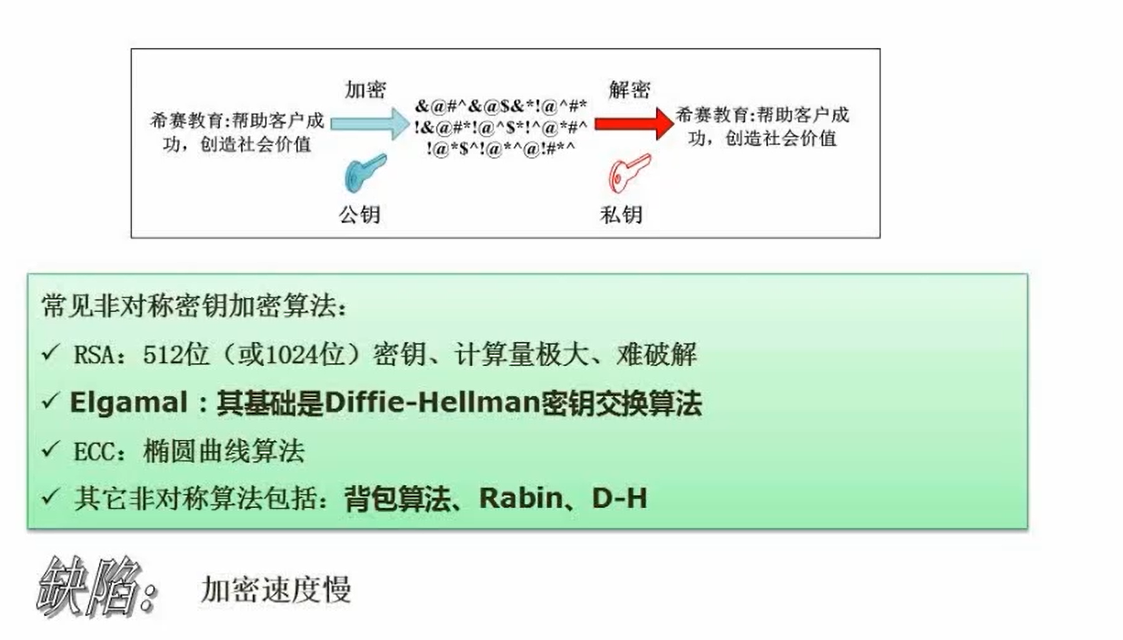 加密
解密
希赛教育:帮助客户成
功，创造社会价值
&@#^&@$&*!@^#*
!&@#*!@^$*!^@*#^
!@*$^!@*^@!#*^
希赛教育:帮助客户成
功，创造社会价值
公钥
私钥
常见非对称密钥加密算法：
✓ RSA：512位（或1024位）密钥、计算量极大、难破解
✓ Elgamal：其基础是Diffie-Hellman密钥交换算法
✓ ECC：椭圆曲线算法
✓ 其它非对称算法包括：背包算法、Rabin、D-H
缺陷： 加密速度慢